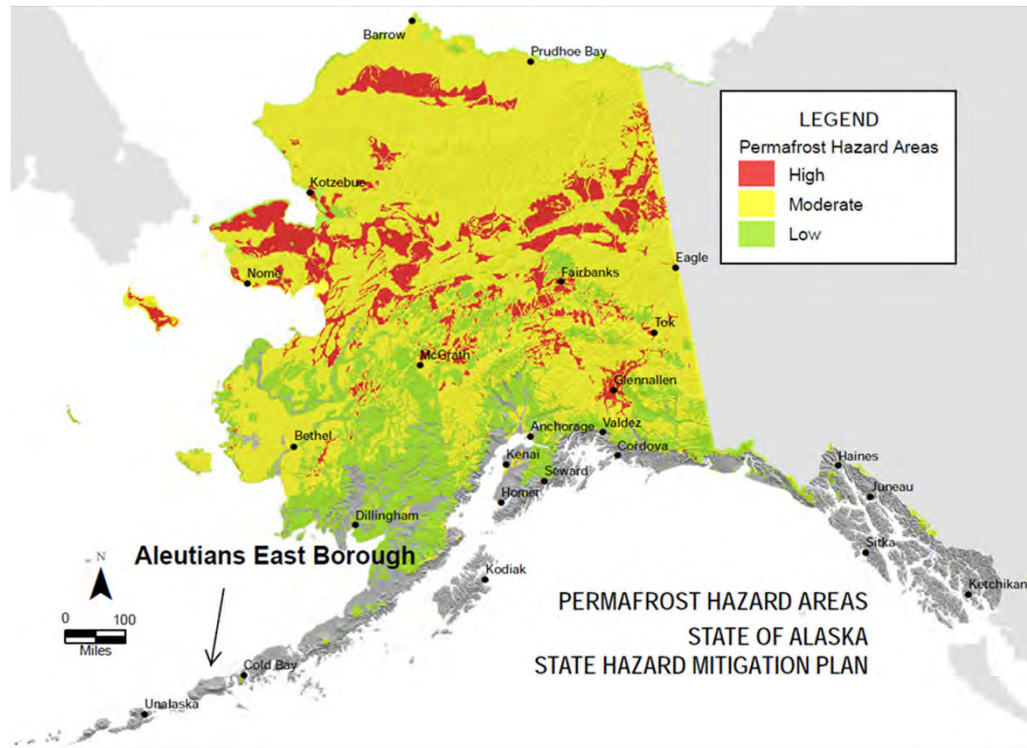 Barrow
Prudhoe Bay
LEGEND
Permafrost Hazard Areas
High
Moderate
Low
Kotzebue
Nome
Fairbanks
Eagle
Tok
McGrath
Glennallen
Bethel
Anchorage
Valdez
Kenai
Cordova
Seward
Homer
Haines
Juneau
Dillingham
Sitka
Kodiak
Ketchikan
Aleutians East Borough
N
0 100
Miles
PERMAFROST HAZARD AREAS
STATE OF ALASKA
STATE HAZARD MITIGATION PLAN
Cold Bay
Unalaska